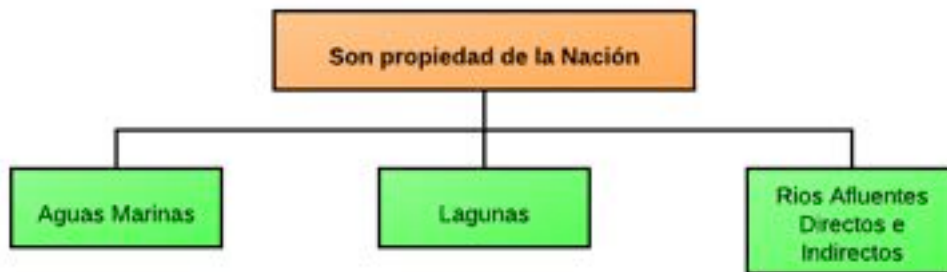 Son propiedad de la Nación
Aguas Marinas
Lagunas
Rios Afluentes
Directos e
Indirectos